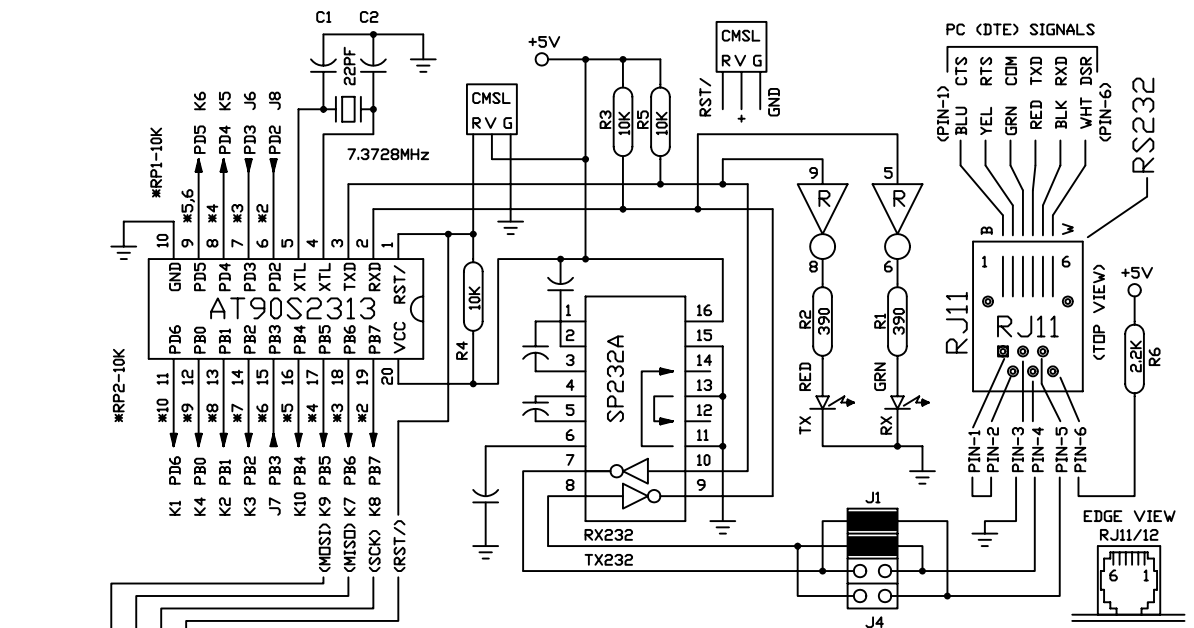 C1 C2
22PF
7.3728MHz
+5V
CMSL
R V G
RST/
+
GND
CMSL
R V G
R3
10K
R5
10K
PC (DTE) SIGNALS
CTS
RTS
COM
TXD
RXD
DSR
(PIN-1)
BLU
YEL
GRN
RED
BLK
WHT
(PIN-6)
RS232
*RP1-10K
PD5 K6
PD4 K5
PD3 J6
PD2 J8
*5,6
*4
*3
*2
10 9 8 7 6 5 4 3 2 1
GND
PD5
PD4
PD3
PD2
XTL
XTL
TXD
RXD
RST/
AT90S2313
PD6
PB0
PB1
PB2
PB3
PB4
PB5
PB6
PB7
VCC
11 12 13 14 15 16 17 18 19 20
*RP2-10K
*10
*9
*8
*7
*6
*5
*4
*3
*2
K1 PD6
K4 PB0
K2 PB1
K3 PB2
J7 PB3
K10 PB4
(MOSI) K9 PB5
(MISO) K7 PB6
(SCK) K8 PB7
(RST/)
10K
R4
SP232A
1
2
3
4
5
6
7
8
16
15
14
13
12
11
10
9
RX232
TX232
9
R
8
R2
390
RED
TX
5
R
6
R1
390
GRN
RX
B W
1 6
RJ11
RJ11
(TOP VIEW)
+5V
2.2K
R6
PIN-1
PIN-2
PIN-3
PIN-4
PIN-5
PIN-6
J1
J4
EDGE VIEW
RJ11/12
6 1